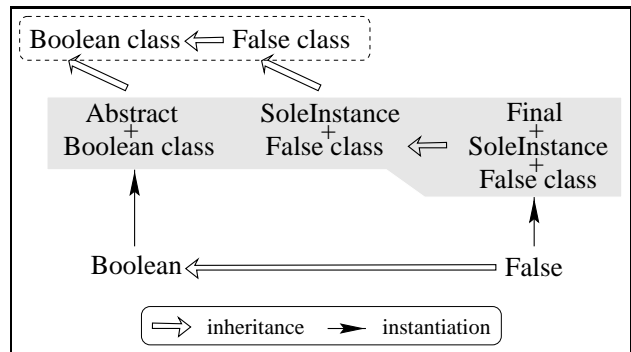 Boolean class False class
Abstract
+
Boolean class
SoleInstance
+
False class
Final
+
SoleInstance
+
False class
Boolean False
inheritance instantiation